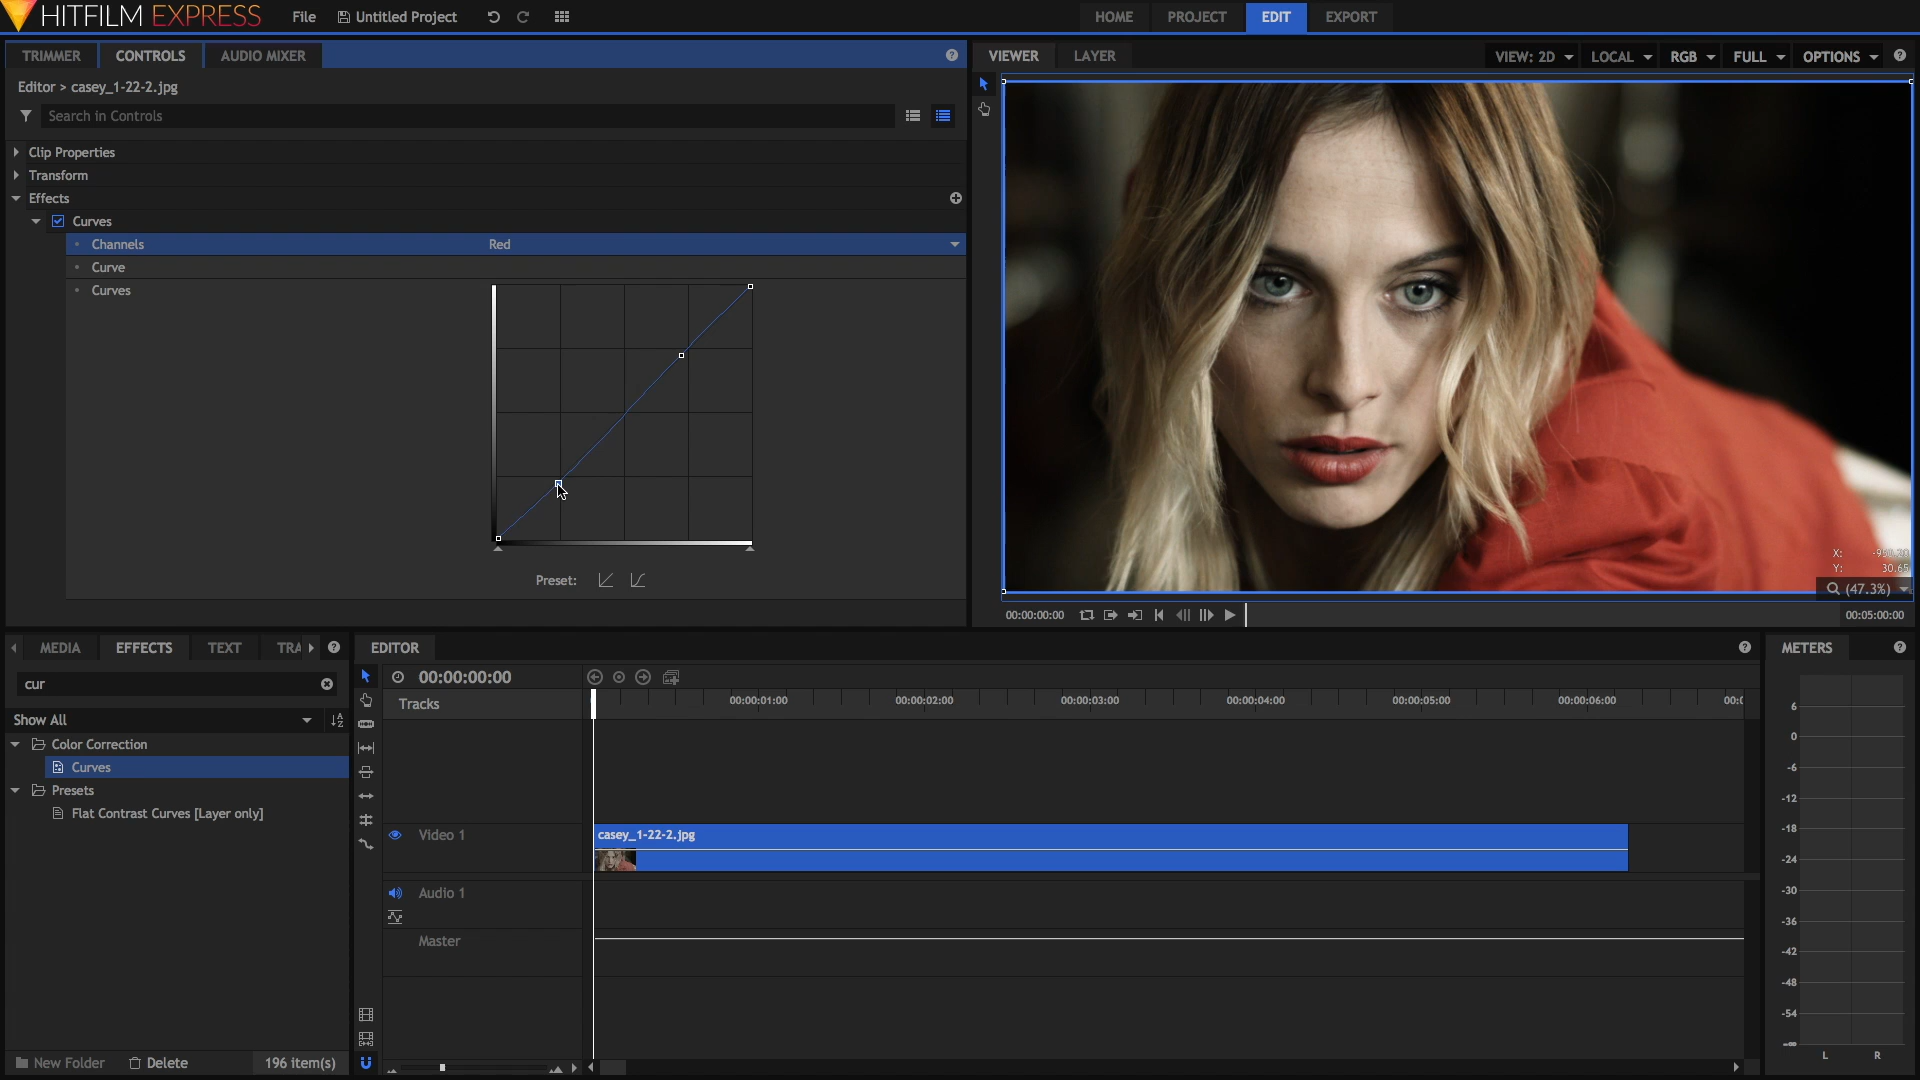 HITFILM EXPRESS
File
Untitled Project
HOME
PROJECT
EDIT
EXPORT
TRIMMER
CONTROLS
AUDIO MIXER
Editor > casey_1-22-2.jpg
Search in Controls
Clip Properties
Transform
Effects
Curves
Channels
Red
Curve
Curves
Preset:
VIEWER
LAYER
VIEW: 2D
LOCAL
RGB
FULL
OPTIONS
X:
Y: 30.65
(47.3%)
00:00:00:00
00:05:00:00
MEDIA
EFFECTS
TEXT
TRA
cur
Show All
Color Correction
Curves
Presets
Flat Contrast Curves [Layer only]
New Folder
Delete
196 item(s)
EDITOR
00:00:00:00
Tracks
00:00:01:00
00:00:02:00
00:00:03:00
00:00:04:00
00:00:05:00
00:00:06:00
00:0
Video 1
casey_1-22-2.jpg
Audio 1
Master
METERS
6
0
-6
-12
-18
-24
-30
-36
-42
-48
-54
-∞
L
R